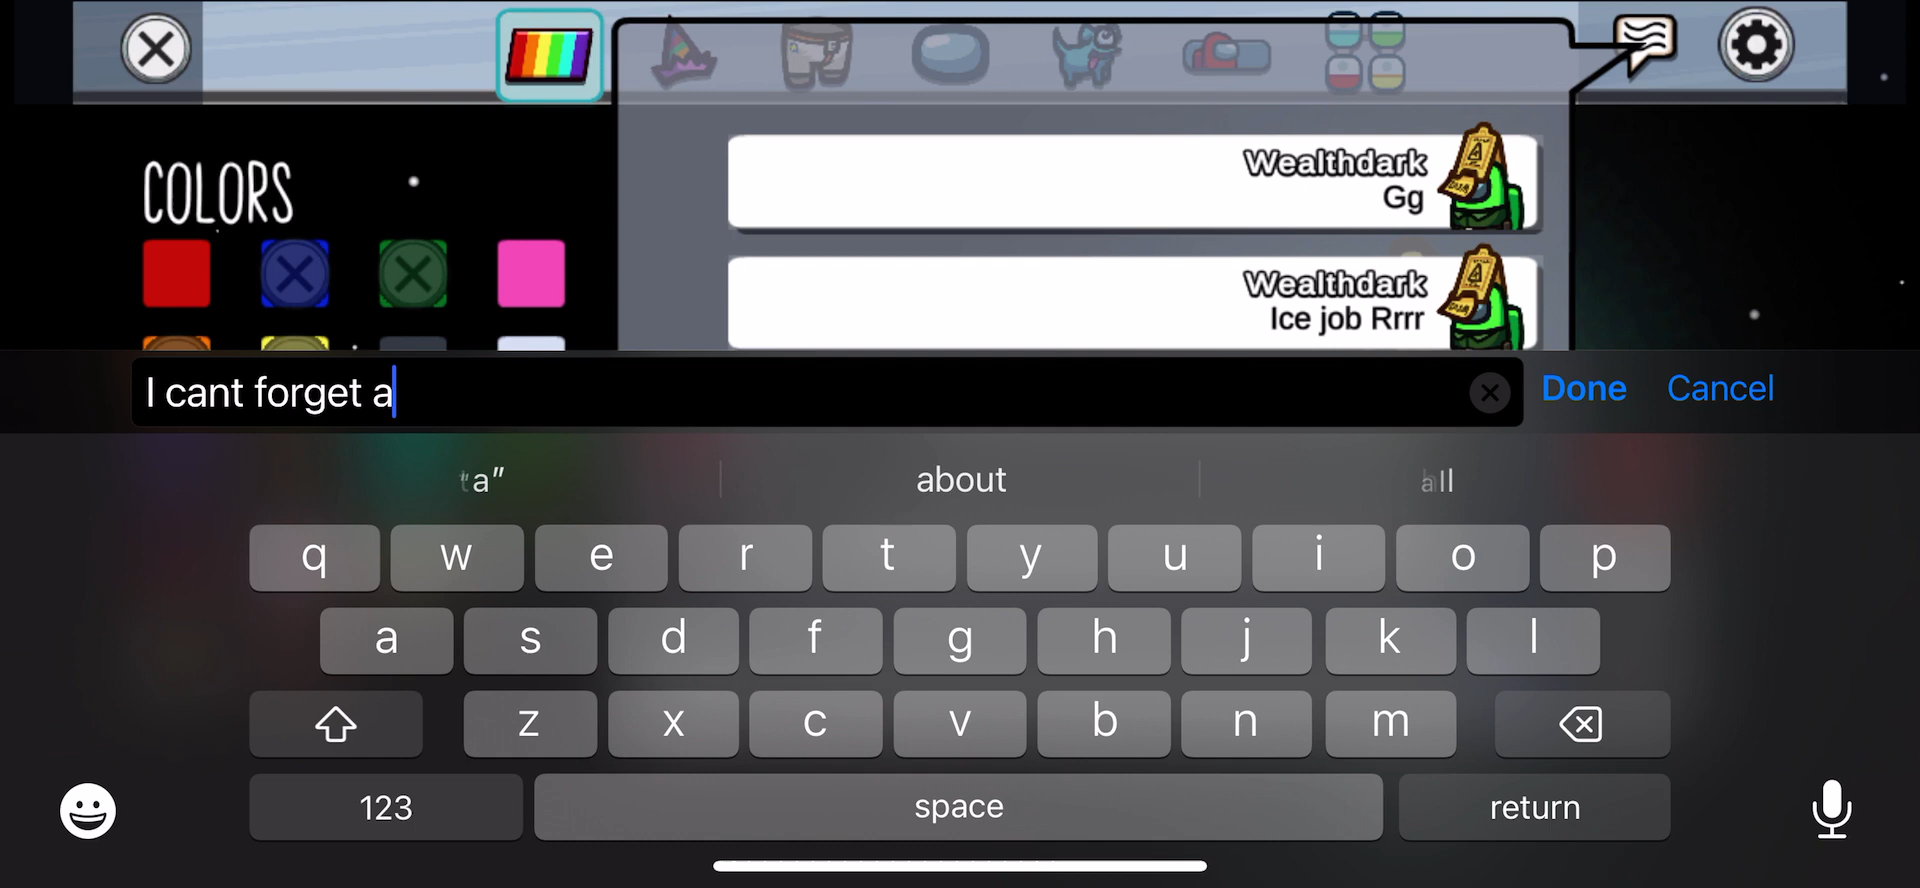 COLORS
Wealthdark
Gg
Wealthdark
Ice job Rrrr
I cant forget a
Done
Cancel
"a"
about
all
q w e r t y u i o p
a s d f g h j k l
z x c v b n m
123
space
return